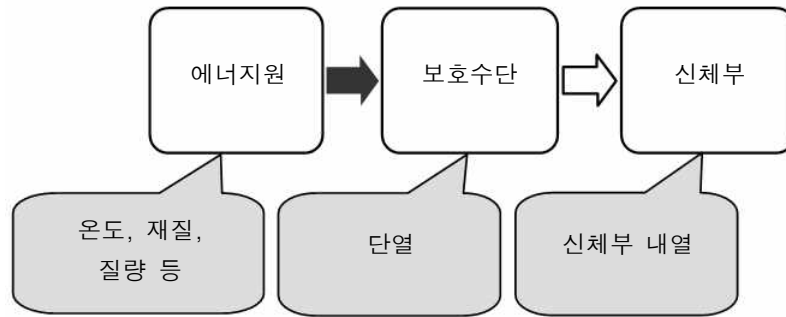 에너지원
보호수단
신체부
온도, 재질,
질량 등
단열
신체부 내열